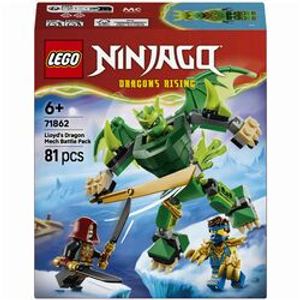 LEGO
NINJAGO
DRAGONS RISING
6+
71862
Lloyd's Dragon
Mech Battle Pack
81 pcs